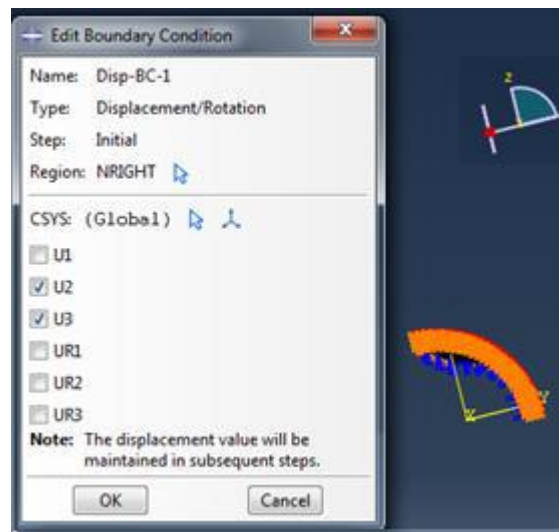 Edit Boundary Condition
Name: Disp-BC-1
Type: Displacement/Rotation
Step: Initial
Region: NRIGHT
CSYS: (Global)
U1
U2
U3
UR1
UR2
UR3
Note: The displacement value will be
maintained in subsequent steps.
OK Cancel
z
Y
X